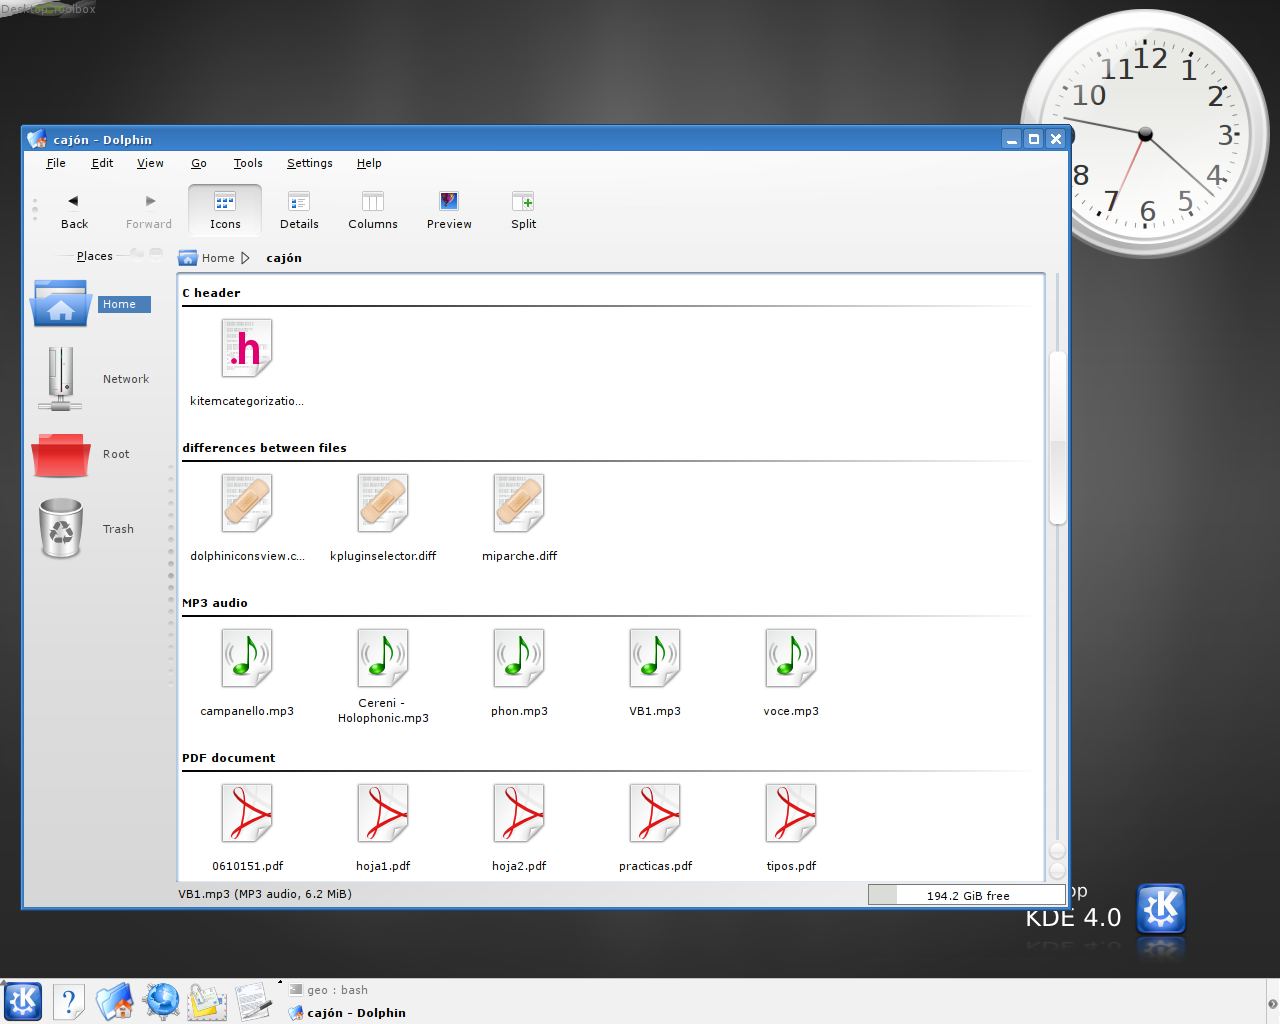 Desktop Toolbox
12
11
1
10
2
3
8
4
7
5
6
cajón - Dolphin
File Edit View Go Tools Settings Help
Back Forward Icons Details Columns Preview Split
Places
Home
Network
Root
Trash
Home cajón
C header
.h
kitemcategorizatio...
differences between files
dolphiniconsview.c... kpluginselector.diff miparche.diff
MP3 audio
campanello.mp3 Cereni - Holophonic.mp3 phon.mp3 VB1.mp3 voce.mp3
PDF document
0610151.pdf hoja1.pdf hoja2.pdf practicas.pdf tipos.pdf
VB1.mp3 (MP3 audio, 6.2 MiB) 194.2 GiB free
op
KDE 4.0
geo : bash
cajón - Dolphin